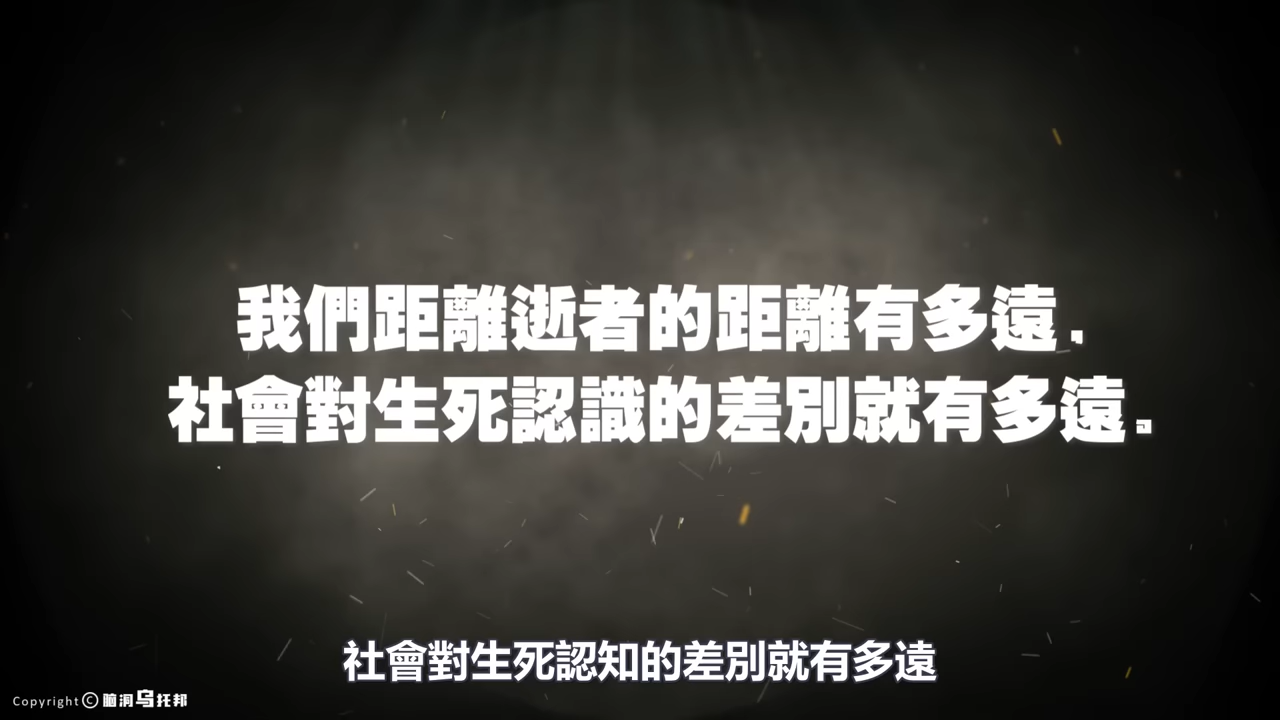 我們距離逝者的距離有多遠.
社會對生死認識的差別就有多遠。
社會對生死認知的差別就有多遠
Copyright © 脑洞乌托邦